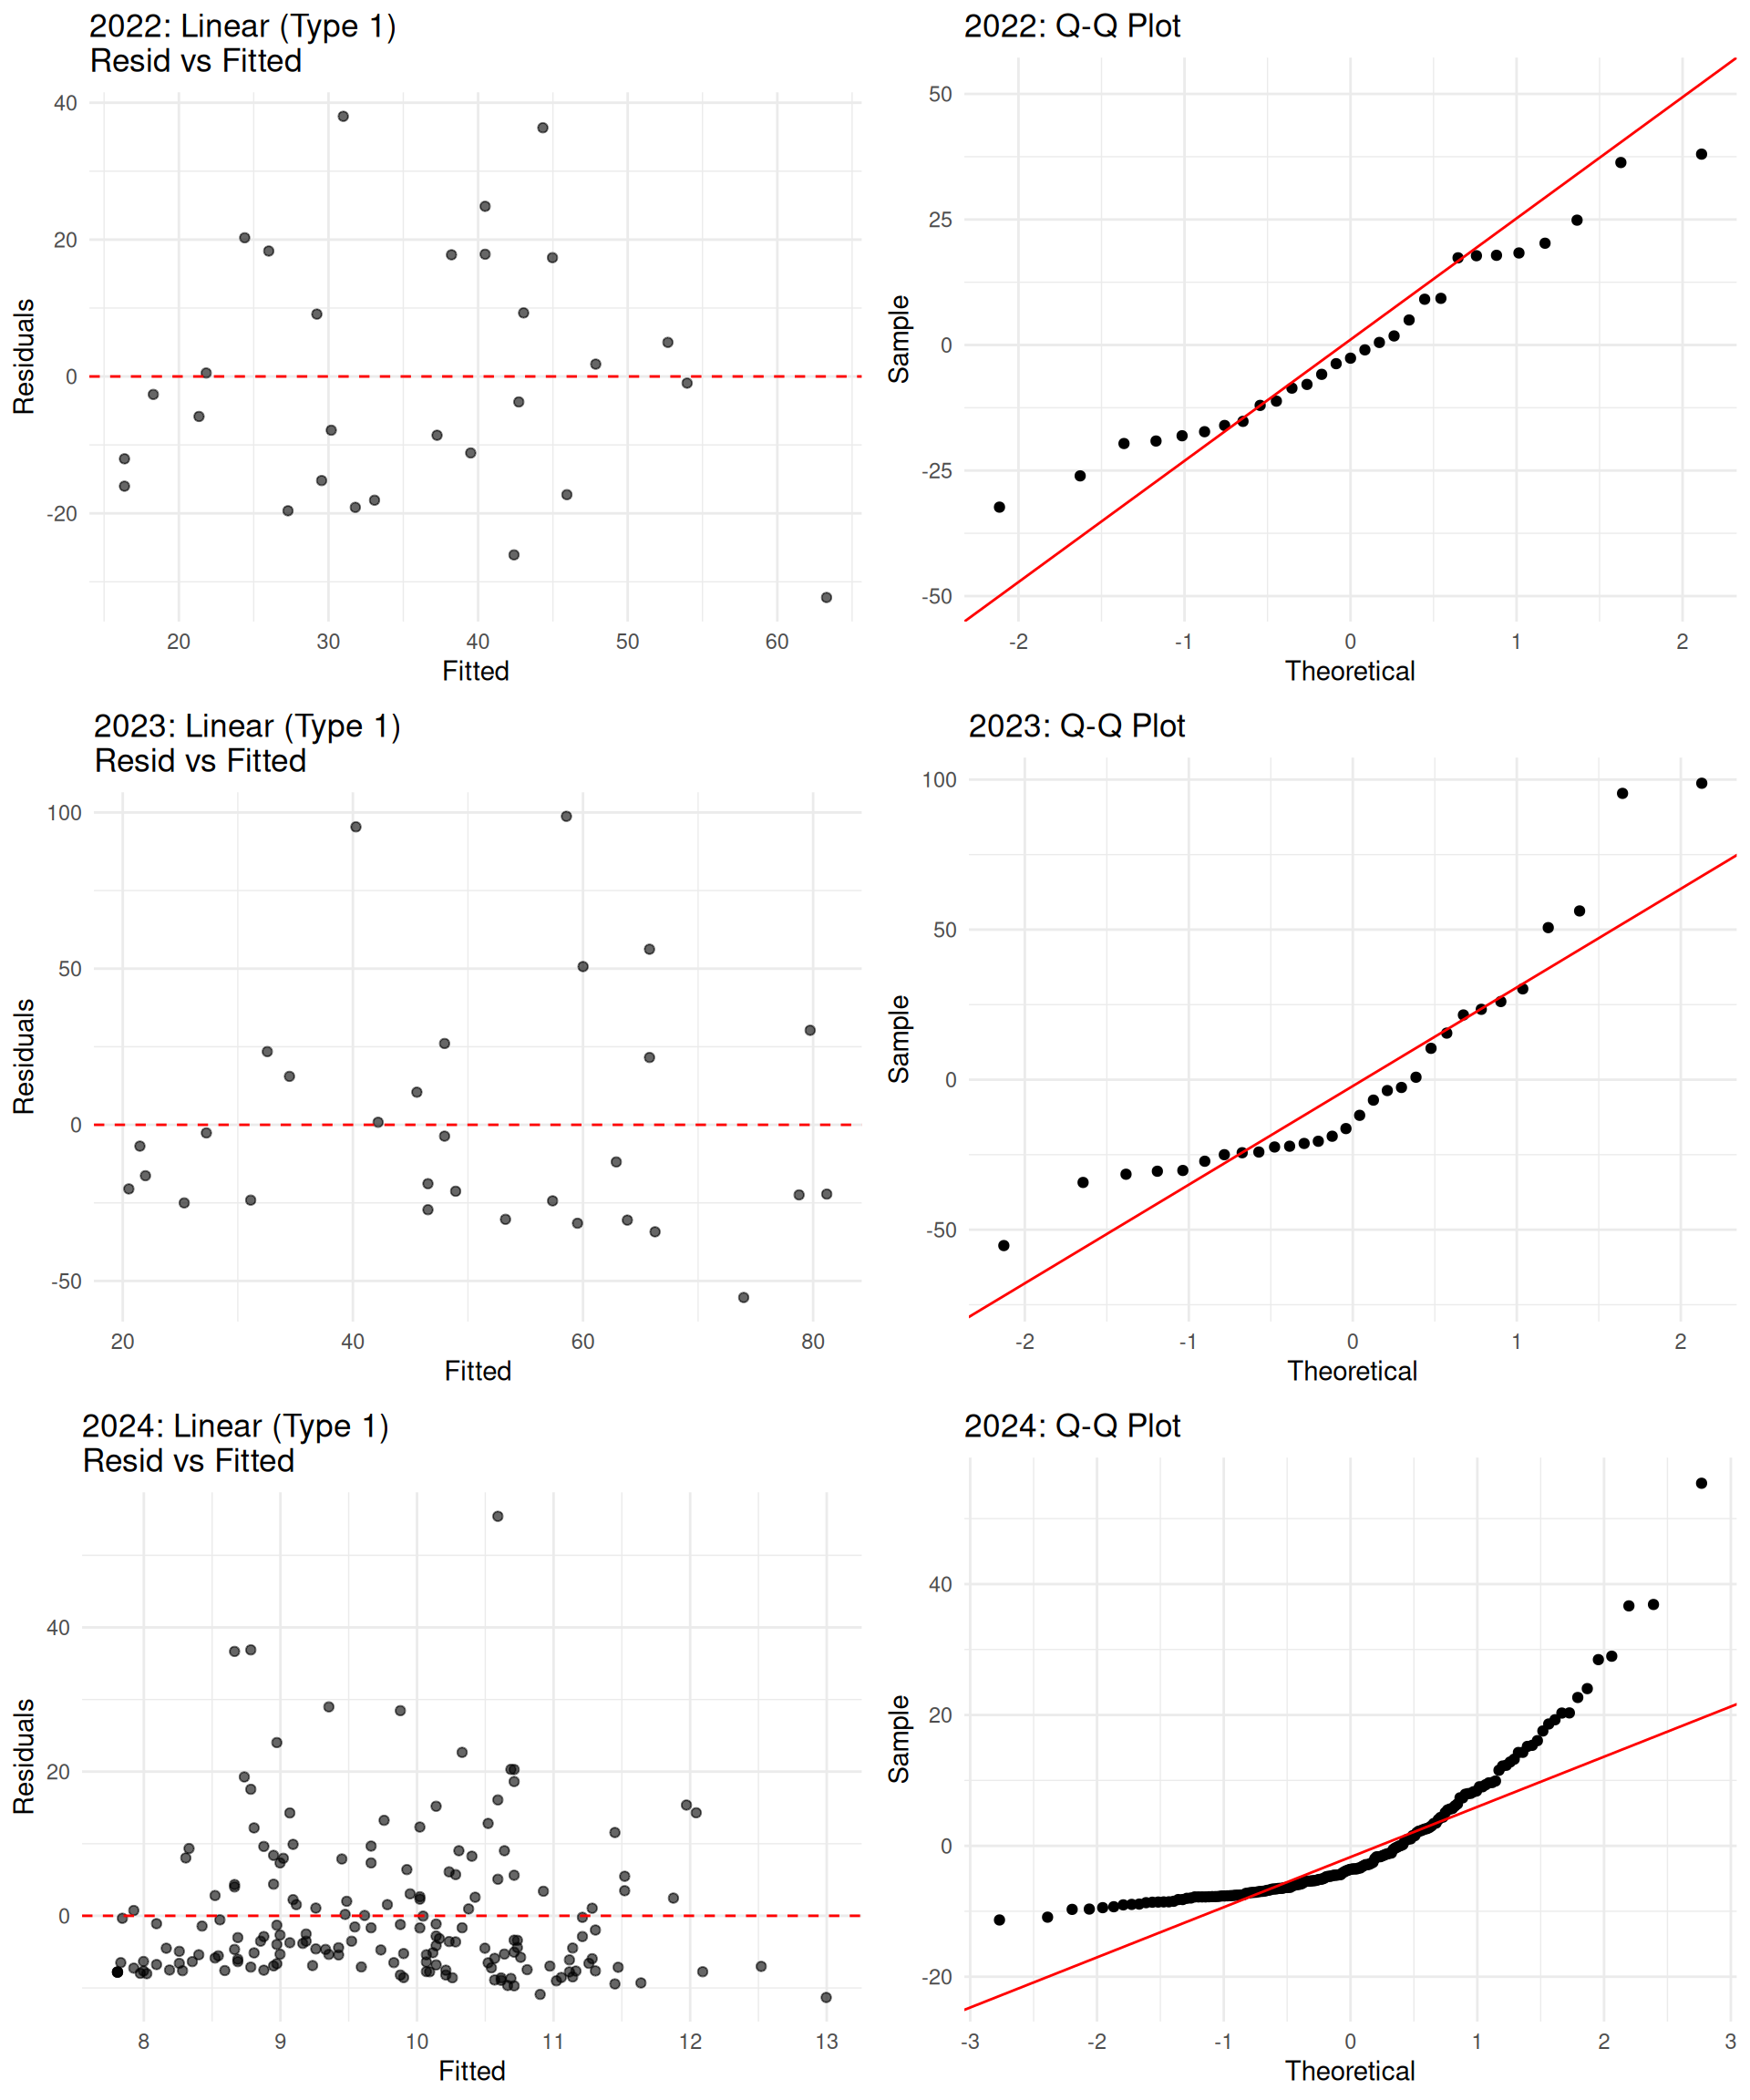 2022: Linear (Type 1)
Resid vs Fitted
40
20
0
-20
Residuals
20 30 40 50 60
Fitted
2022: Q-Q Plot
50
25
0
-25
-50
Sample
-2 -1 0 1 2
Theoretical
2023: Linear (Type 1)
Resid vs Fitted
100
50
0
-50
Residuals
20 40 60 80
Fitted
2023: Q-Q Plot
100
50
0
-50
Sample
-2 -1 0 1 2
Theoretical
2024: Linear (Type 1)
Resid vs Fitted
40
20
0
Residuals
8 9 10 11 12 13
Fitted
2024: Q-Q Plot
40
20
0
-20
Sample
-3 -2 -1 0 1 2 3
Theoretical